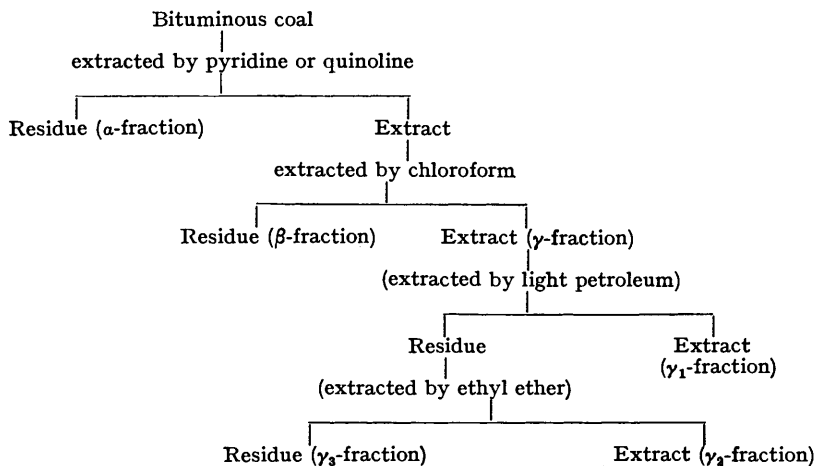 Bituminous coal
extracted by pyridine or quinoline
Residue (α-fraction) Extract
extracted by chloroform
Residue (β-fraction) Extract (γ-fraction)
(extracted by light petroleum)
Residue Extract
(γ₁-fraction)
(extracted by ethyl ether)
Residue (γ₃-fraction) Extract (γ₂-fraction)